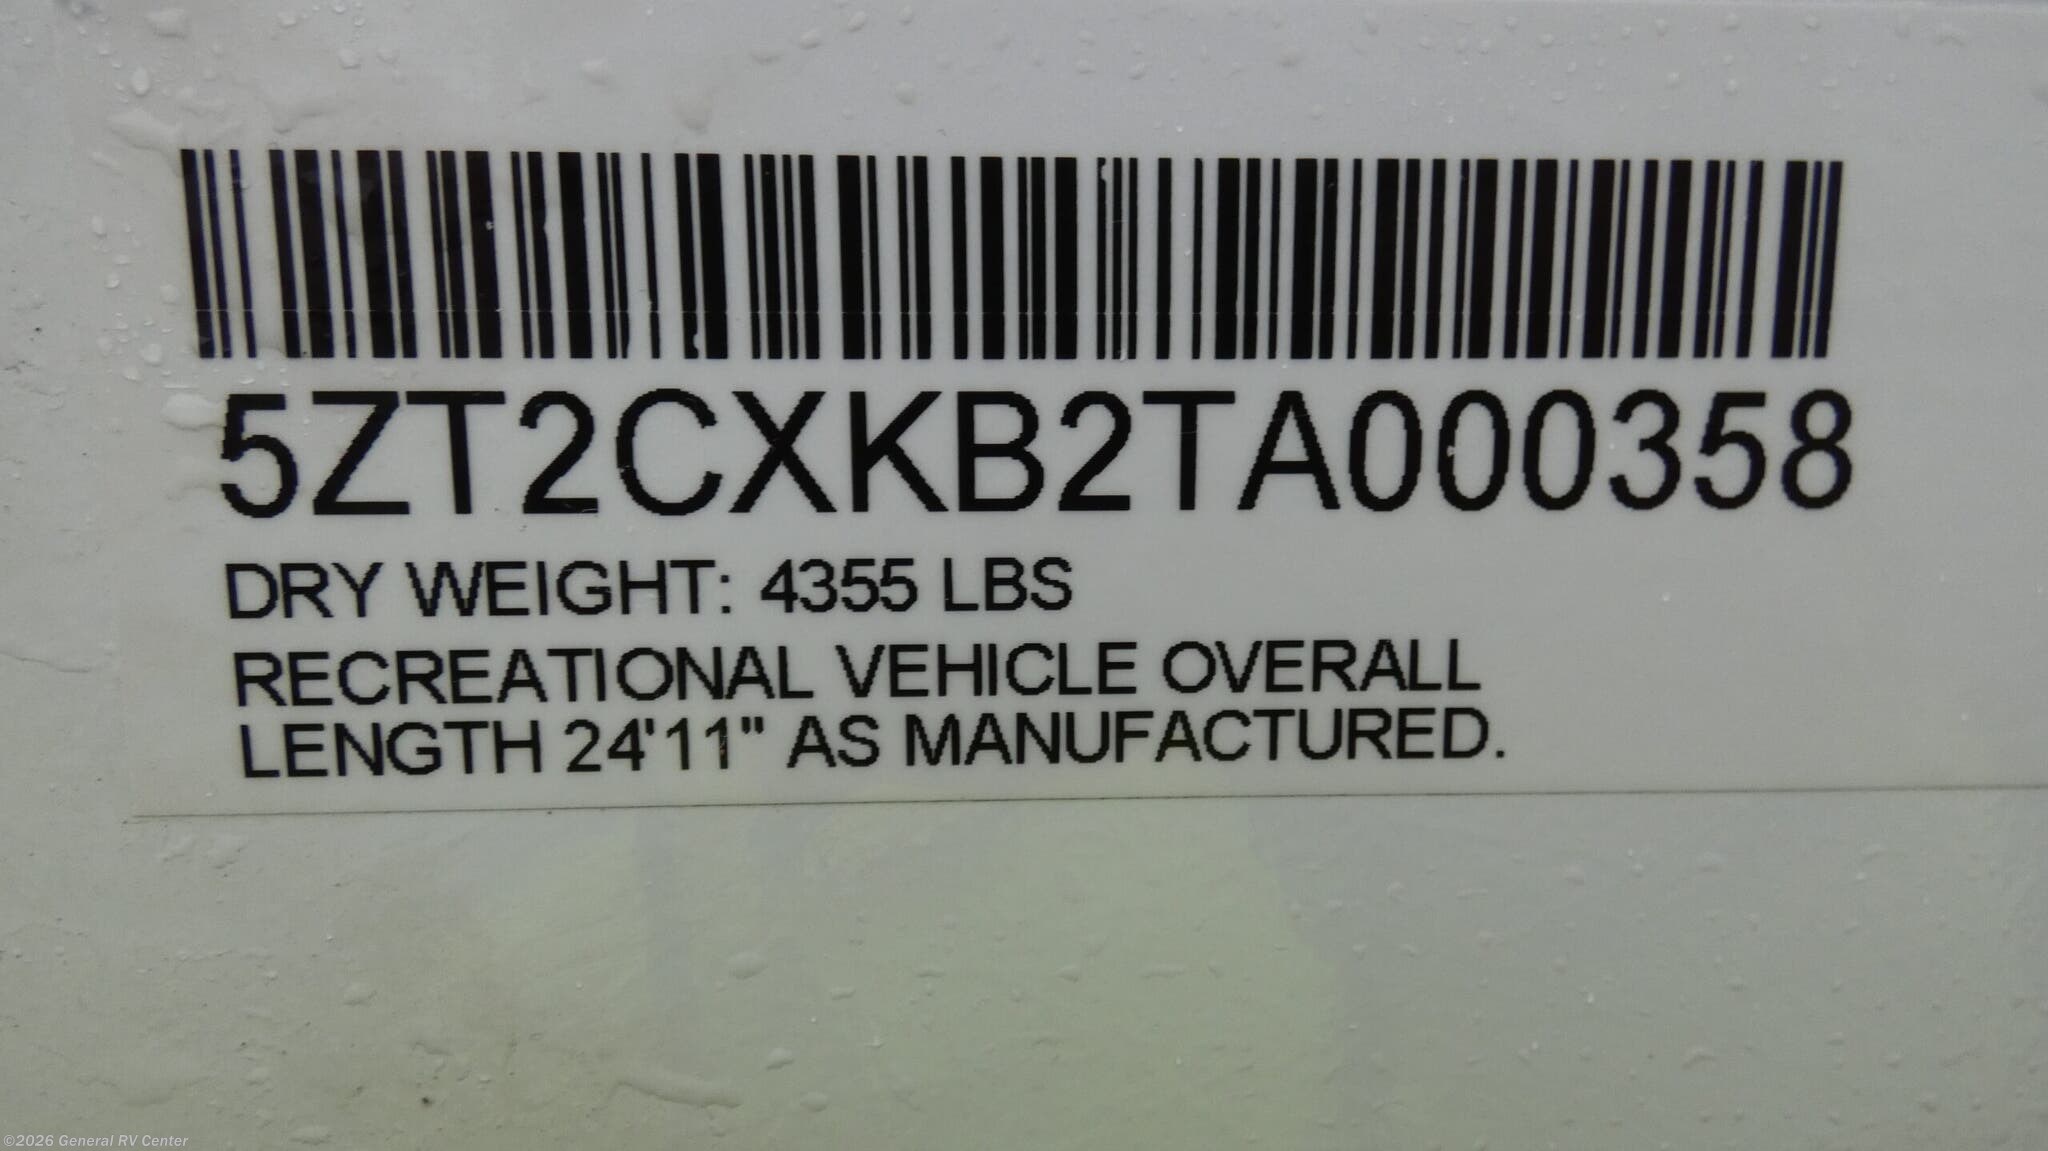 5ZT2CXKB2TA000358
DRY WEIGHT: 4355 LBS
RECREATIONAL VEHICLE OVERALL
LENGTH 24'11" AS MANUFACTURED.
©2026 General RV Center